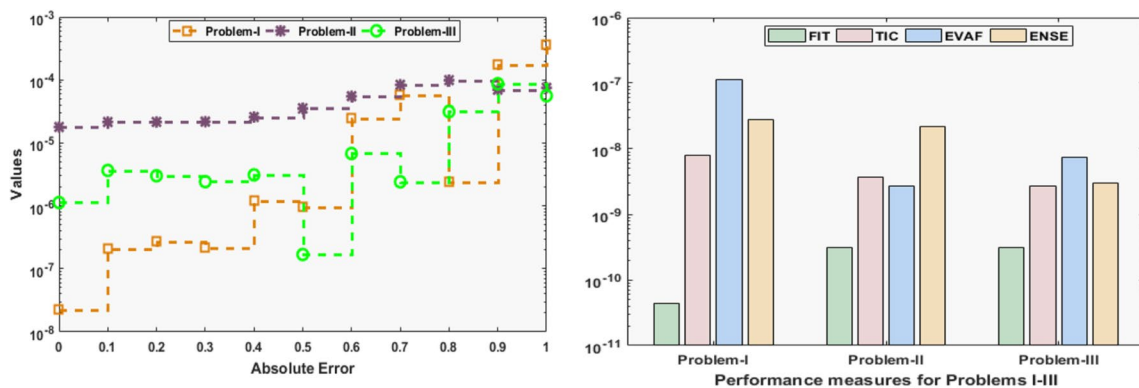 10-3
10-4
10-5
10-6
10-7
10-8
Values
Problem-I Problem-II Problem-III
0 0.1 0.2 0.3 0.4 0.5 0.6 0.7 0.8 0.9 1
Absolute Error
10-6
10-7
10-8
10-9
10-10
10-11
FIT TIC EVAF ENSE
Problem-I Problem-II Problem-III
Performance measures for Problems I-III